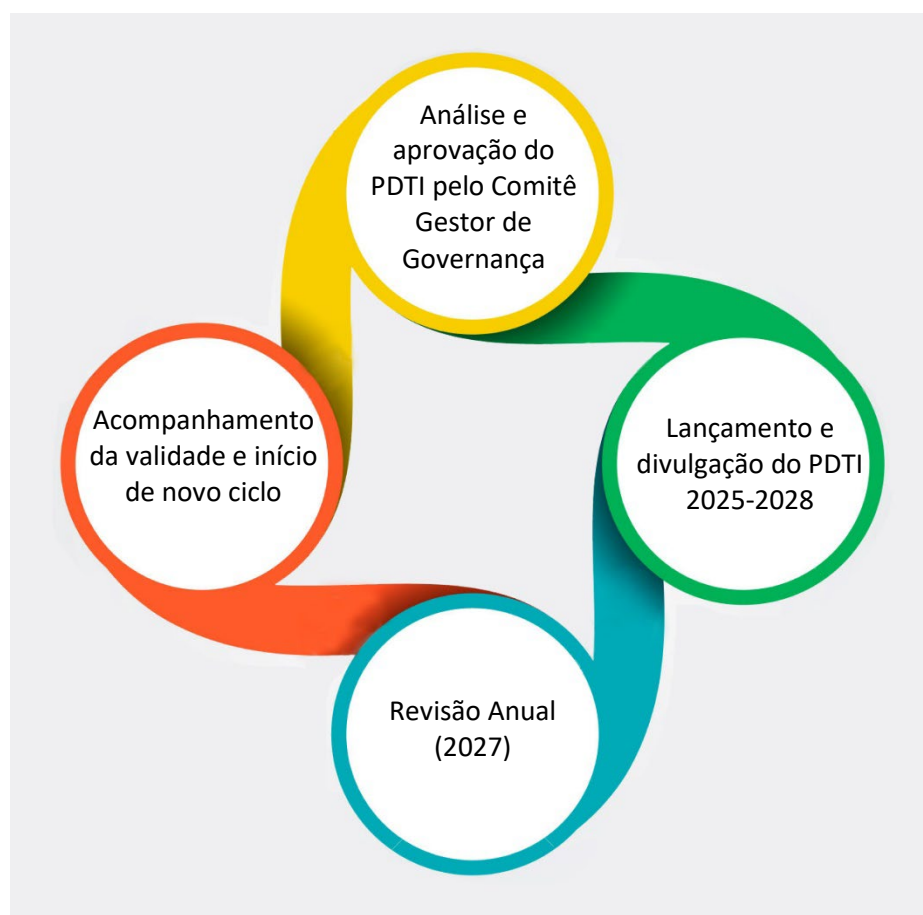 Análise e
aprovação do
PDTI pelo Comitê
Gestor de
Governança
Acompanhamento
da validade e início
de novo ciclo
Lançamento e
divulgação do PDTI
2025-2028
Revisão Anual
(2027)